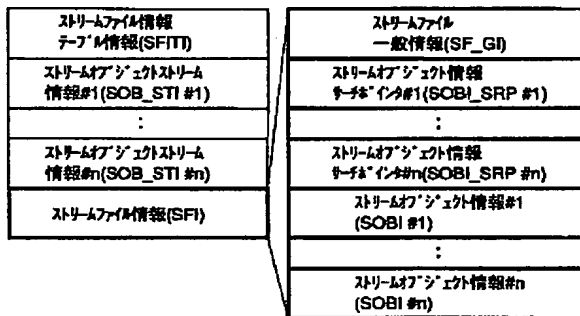 ストリームファイル情報
テーブル情報(SFITI)
ストリームオブジェクトストリーム
情報#1(SOB_STI #1)
:
ストリームオブジェクトストリーム
情報#n(SOB_STI #n)
ストリームファイル情報(SFI)
ストリームファイル
一般情報(SF_GI)
ストリームオブジェクト情報
サーチポインタ#1(SOBI_SRP #1)
:
ストリームオブジェクト情報
サーチポインタ#n(SOBI_SRP #n)
ストリームオブジェクト情報#1
(SOBI #1)
:
ストリームオブジェクト情報#n
(SOBI #n)